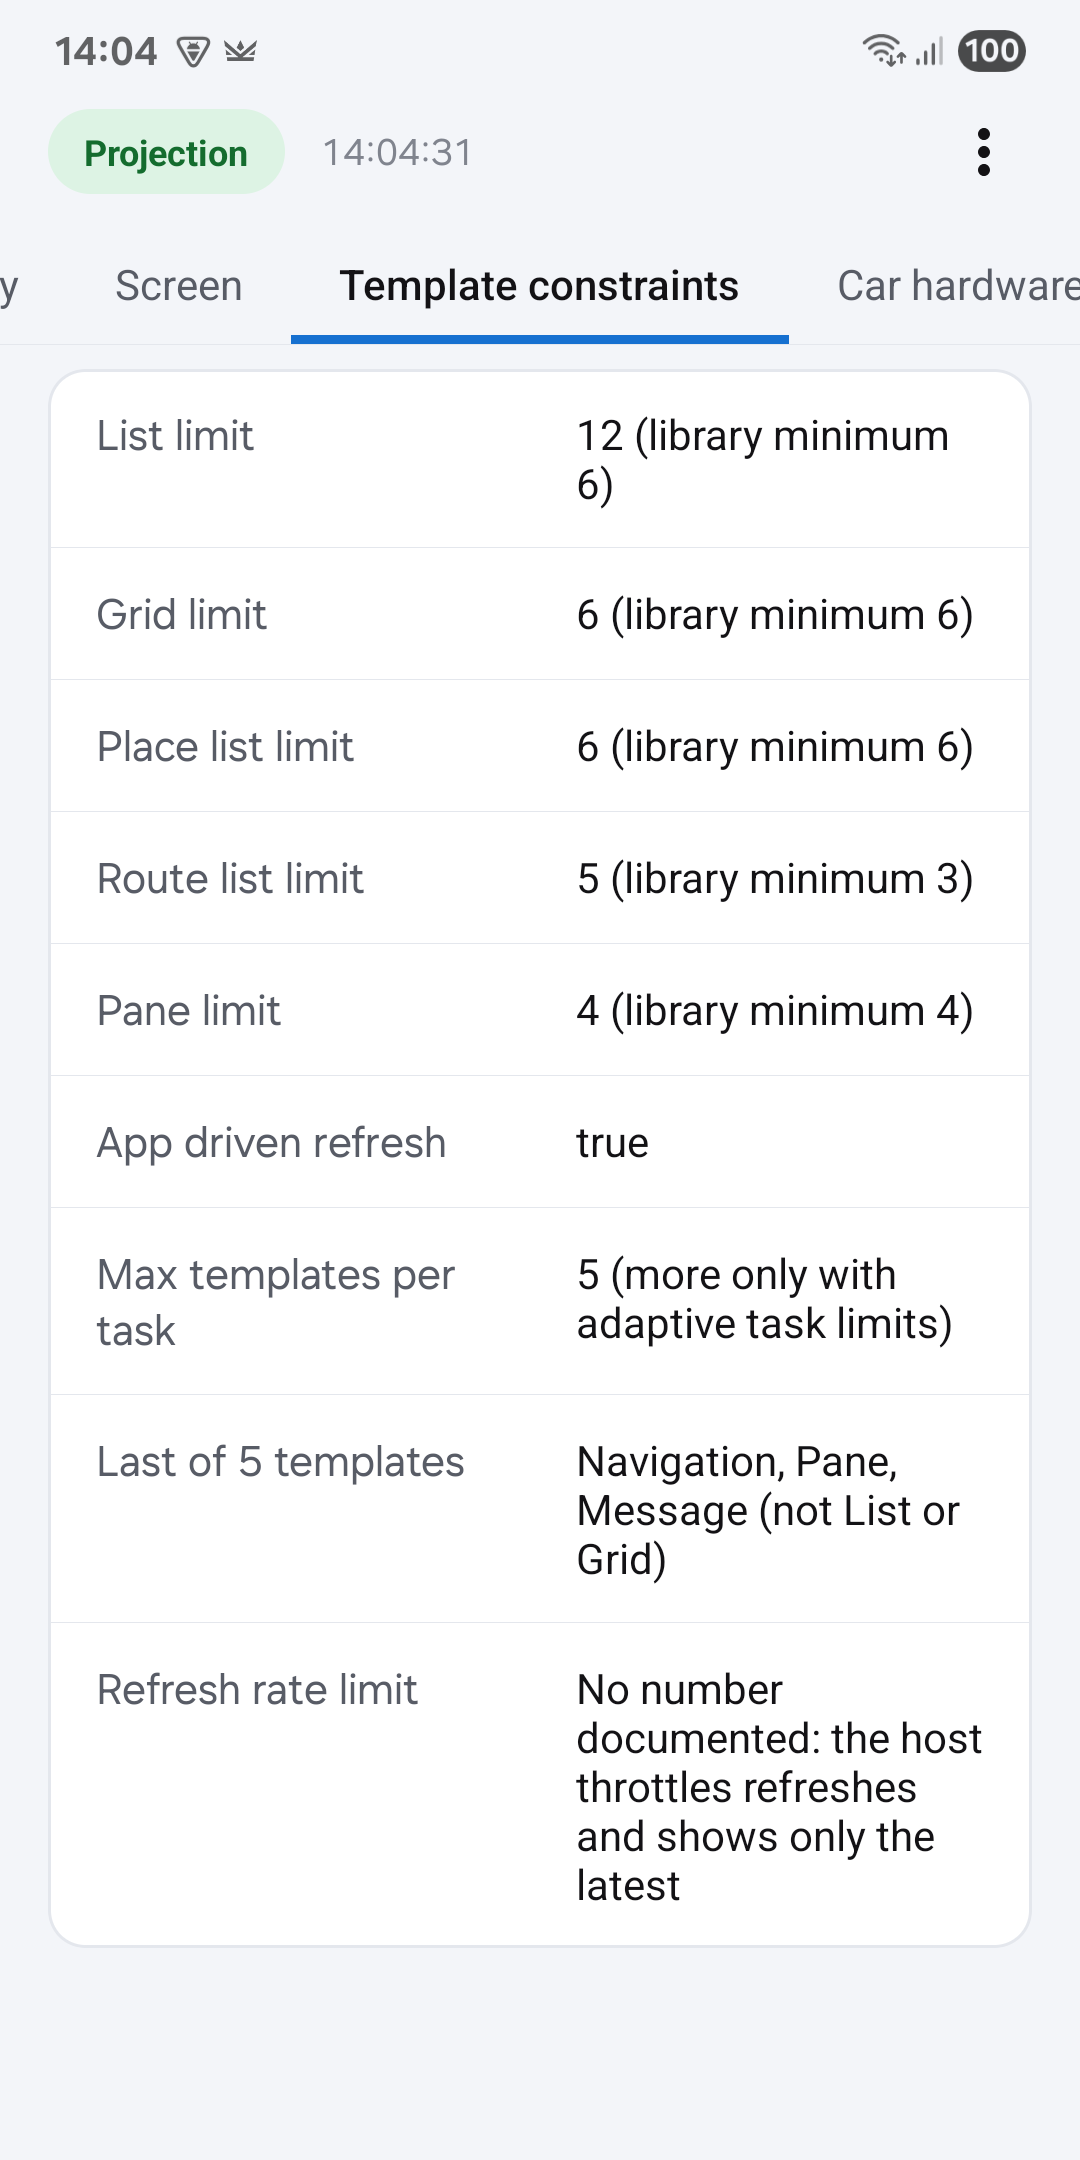 14:04
100
Projection 14:04:31
y Screen Template constraints Car hardware
List limit 12 (library minimum
6)
Grid limit 6 (library minimum 6)
Place list limit 6 (library minimum 6)
Route list limit 5 (library minimum 3)
Pane limit 4 (library minimum 4)
App driven refresh true
Max templates per
task
5 (more only with
adaptive task limits)
Last of 5 templates
Navigation, Pane,
Message (not List or
Grid)
Refresh rate limit
No number
documented: the host
throttles refreshes
and shows only the
latest